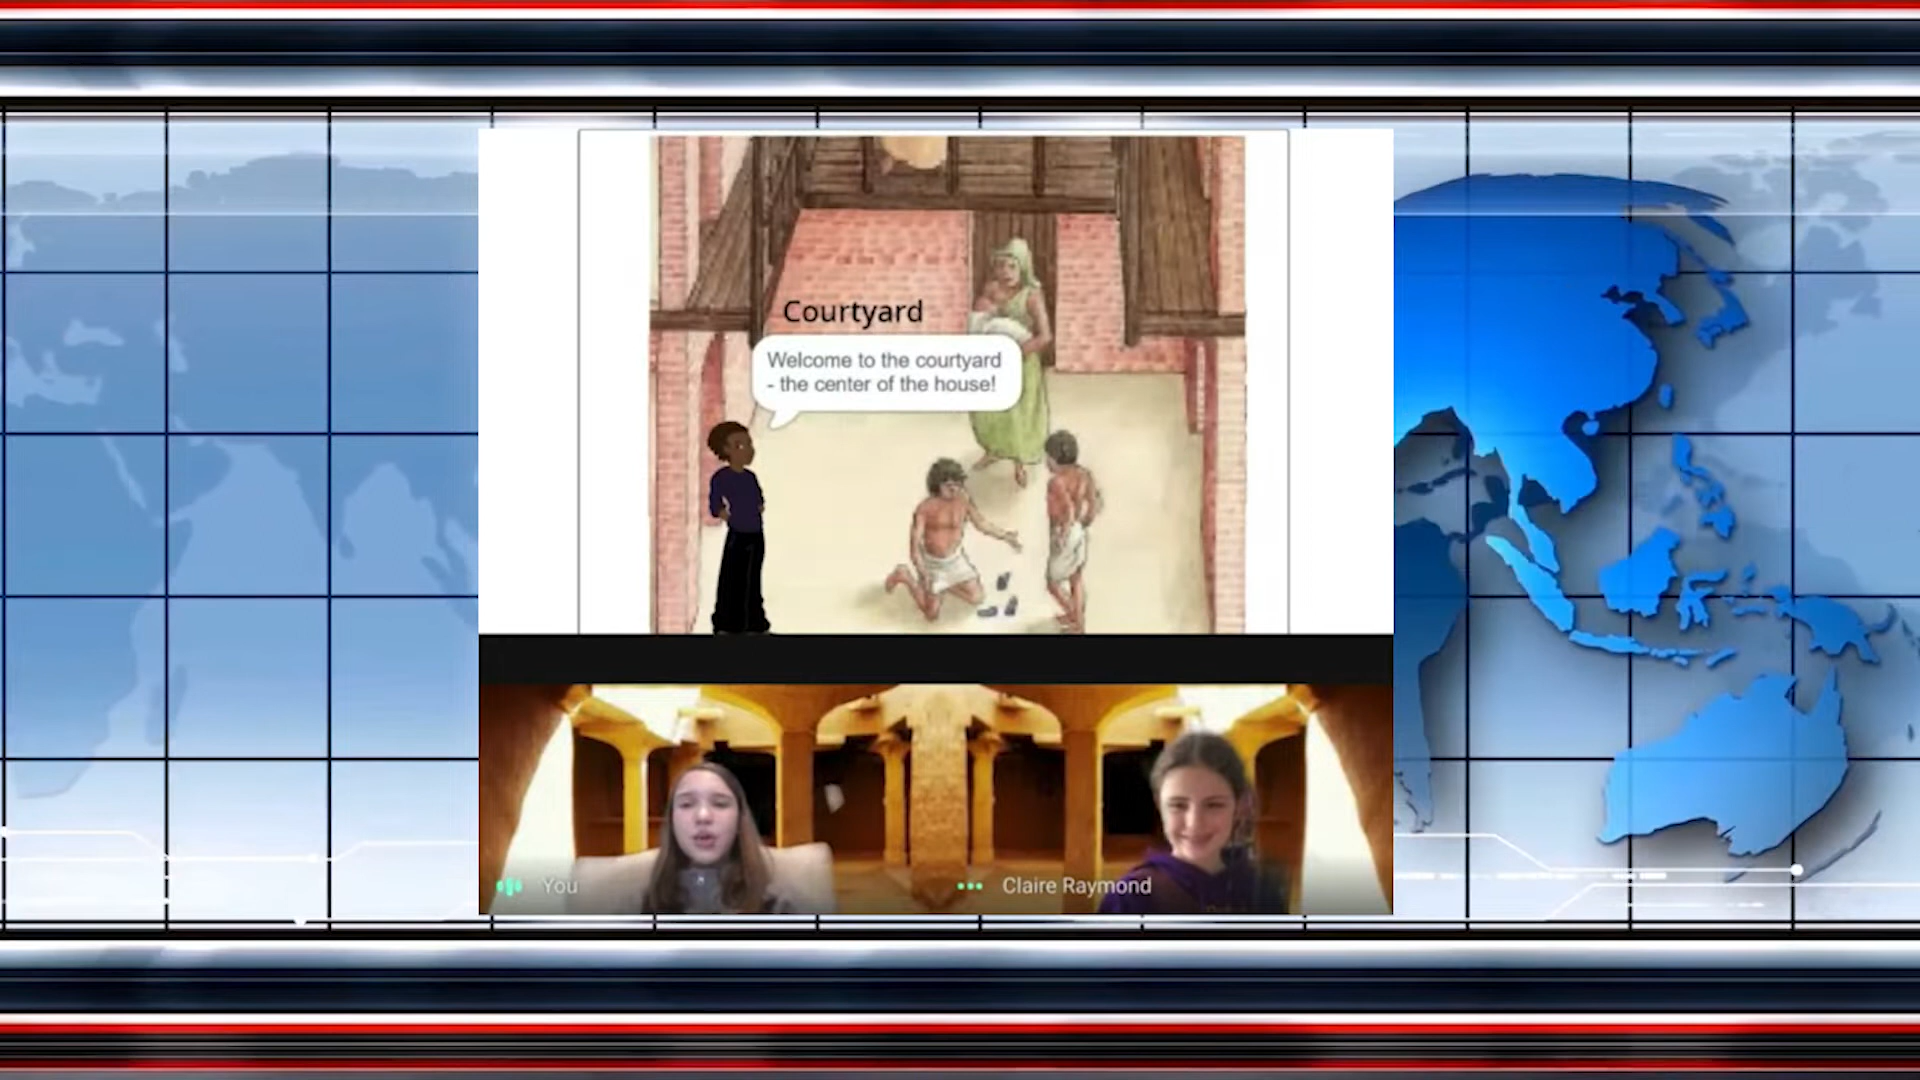 Courtyard
Welcome to the courtyard
- the center of the house!
You
Claire Raymond